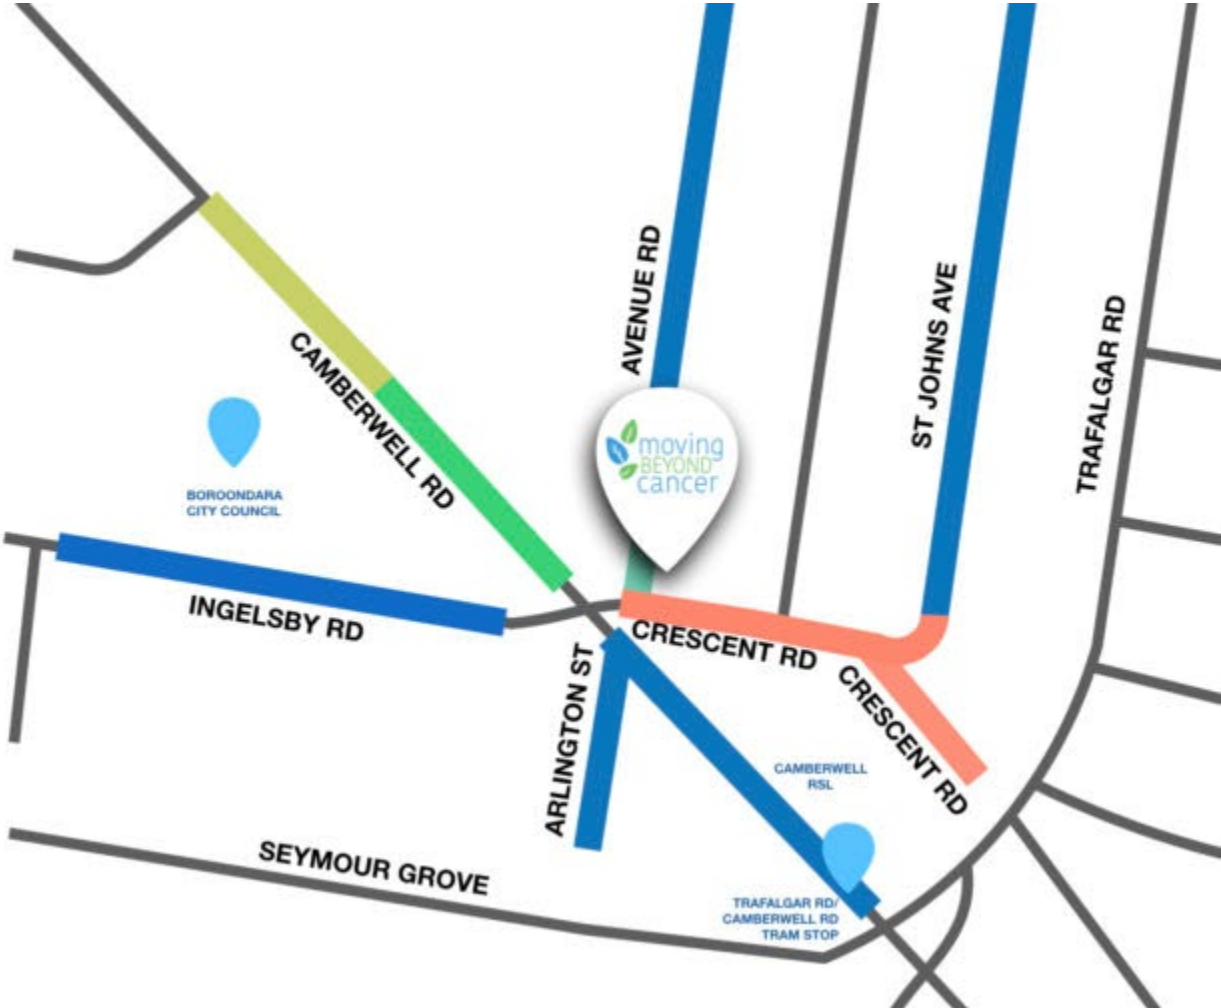 AVENUE RD
ST JOHNS AVE
TRAFALGAR RD
CAMBERWELL RD
moving
BEYOND
cancer
BOROONDARA
CITY COUNCIL
INGELSBY RD
CRESCENT RD
ARLINGTON ST
CRESCENT RD
CAMBERWELL
RSL
SEYMOUR GROVE
TRAFALGAR RD/
CAMBERWELL RD
TRAM STOP